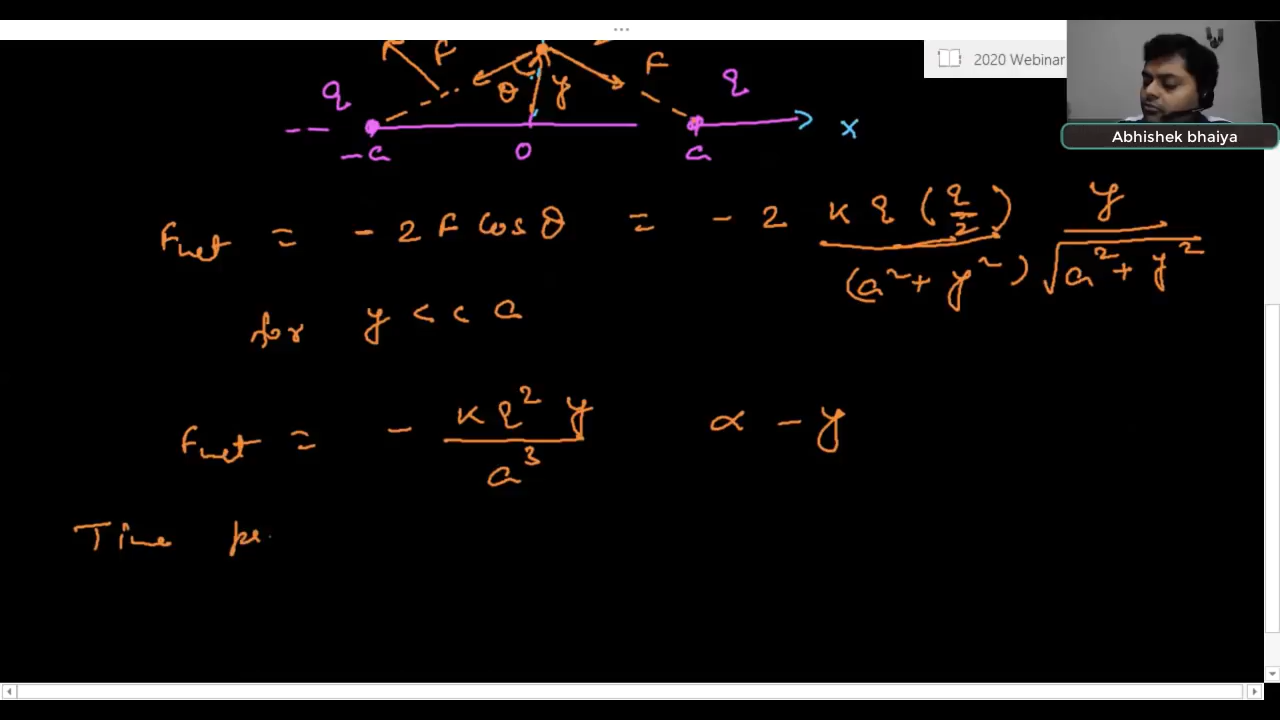 ...
2020 Webinar
Abhishek bhaiya
F F
q θ y q
-a 0 a x
Fnet = - 2 F cos θ = - 2 K q (q/2) / (a² + y²) y / √(a² + y²)
for y << a
Fnet = - K q² y / a³ ∝ - y
Time pe